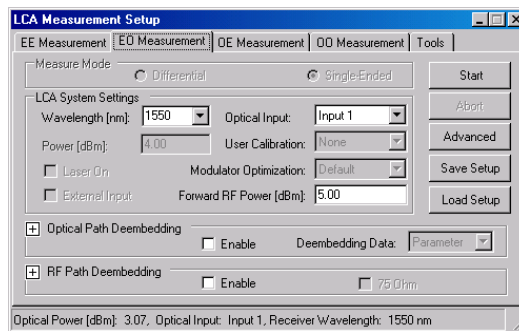 LCA Measurement Setup
EE Measurement EO Measurement OE Measurement OO Measurement Tools
Measure Mode
Differential Single-Ended Start
LCA System Settings
Wavelength [nm]: 1550 Optical Input: Input 1 Abort
Power [dBm]: 4.00 User Calibration: None Advanced
Laser On Modulator Optimization: Default Save Setup
External Input Forward RF Power [dBm]: 5.00 Load Setup
Optical Path Deembedding
Enable Deembedding Data: Parameter
RF Path Deembedding
Enable 75 Ohm
Optical Power [dBm]: 3.07, Optical Input: Input 1, Receiver Wavelength: 1550 nm